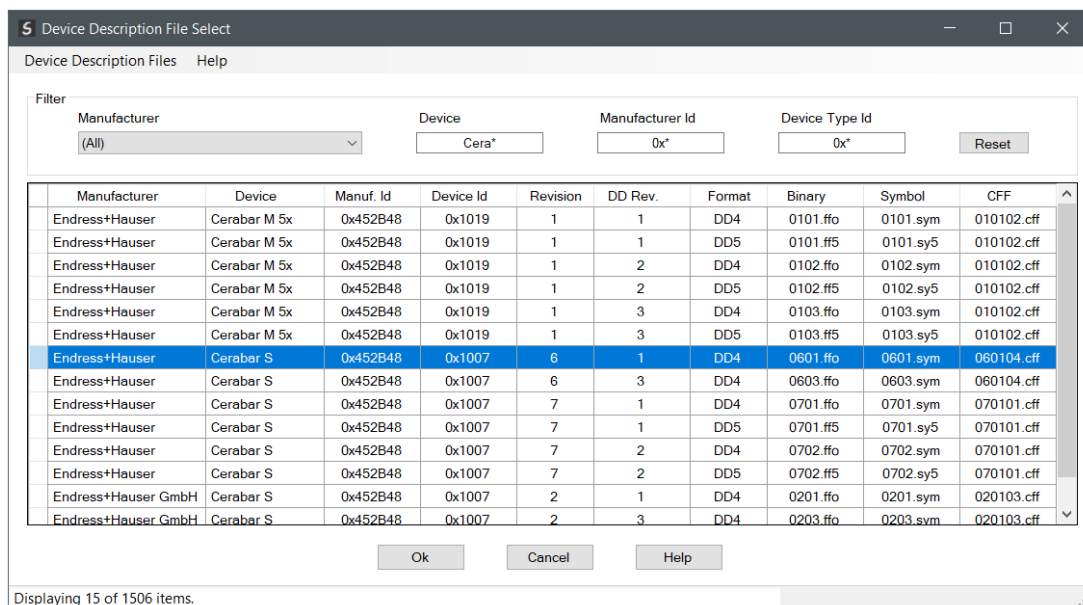 S Device Description File Select
Device Description Files Help
Filter
Manufacturer Device Manufacturer Id Device Type Id
(All) Cera* 0x* 0x* Reset
Manufacturer Device Manuf. Id Device Id Revision DD Rev. Format Binary Symbol CFF
Endress+Hauser Cerabar M 5x 0x452B48 0x1019 1 1 DD4 0101.ffo 0101.sym 010102.cff
Endress+Hauser Cerabar M 5x 0x452B48 0x1019 1 1 DD5 0101.ff5 0101.sy5 010102.cff
Endress+Hauser Cerabar M 5x 0x452B48 0x1019 1 2 DD4 0102.ffo 0102.sym 010102.cff
Endress+Hauser Cerabar M 5x 0x452B48 0x1019 1 2 DD5 0102.ff5 0102.sy5 010102.cff
Endress+Hauser Cerabar M 5x 0x452B48 0x1019 1 3 DD4 0103.ffo 0103.sym 010102.cff
Endress+Hauser Cerabar M 5x 0x452B48 0x1019 1 3 DD5 0103.ff5 0103.sy5 010102.cff
Endress+Hauser Cerabar S 0x452B48 0x1007 6 1 DD4 0601.ffo 0601.sym 060104.cff
Endress+Hauser Cerabar S 0x452B48 0x1007 6 3 DD4 0603.ffo 0603.sym 060104.cff
Endress+Hauser Cerabar S 0x452B48 0x1007 7 1 DD4 0701.ffo 0701.sym 070101.cff
Endress+Hauser Cerabar S 0x452B48 0x1007 7 1 DD5 0701.ff5 0701.sy5 070101.cff
Endress+Hauser Cerabar S 0x452B48 0x1007 7 2 DD4 0702.ffo 0702.sym 070101.cff
Endress+Hauser Cerabar S 0x452B48 0x1007 7 2 DD5 0702.ff5 0702.sy5 070101.cff
Endress+Hauser GmbH Cerabar S 0x452B48 0x1007 2 1 DD4 0201.ffo 0201.sym 020103.cff
Endress+Hauser GmbH Cerabar S 0x452B48 0x1007 2 3 DD4 0203.ffo 0203.sym 020103.cff
Ok Cancel Help
Displaying 15 of 1506 items.